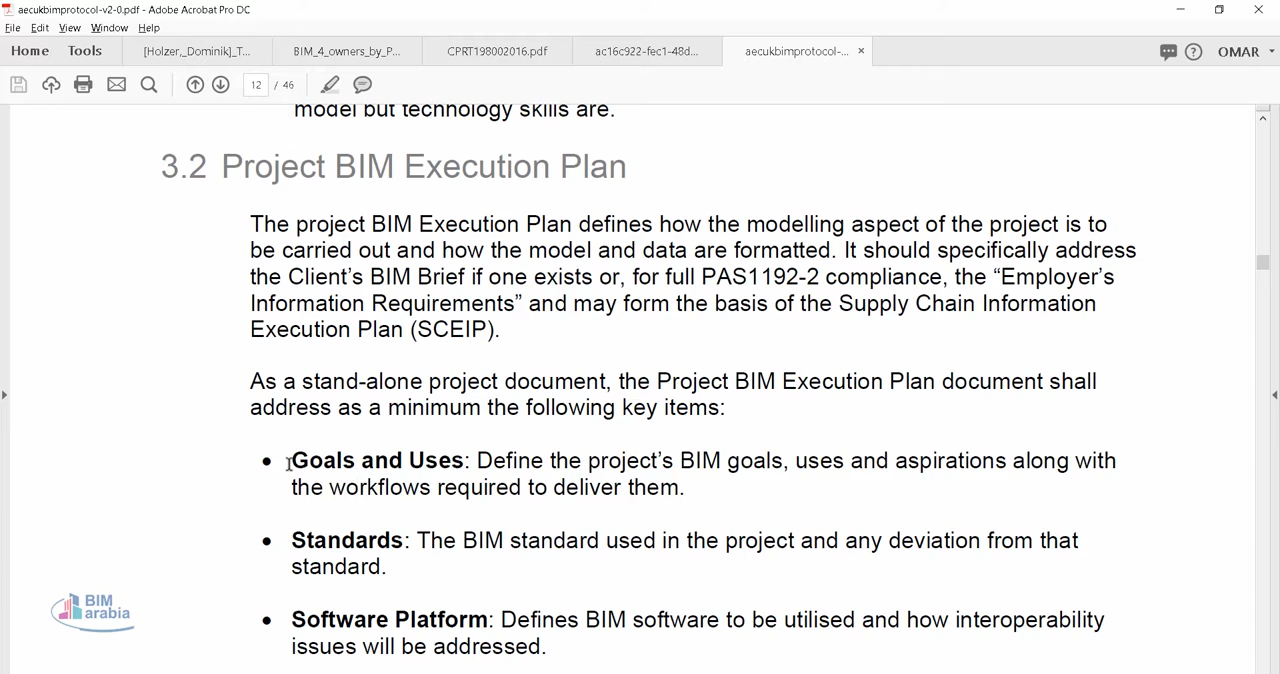 aecukbimprotocol-v2-0.pdf - Adobe Acrobat Pro DC
File Edit View Window Help
Home Tools [Holzer,_Dominik]_T... BIM_4_owners_by_P... CPRT198002016.pdf ac16c922-fec1-48d... aecukbimprotocol-... × OMAR
12 / 46
model but technology skills are.
3.2 Project BIM Execution Plan
The project BIM Execution Plan defines how the modelling aspect of the project is to
be carried out and how the model and data are formatted. It should specifically address
the Client’s BIM Brief if one exists or, for full PAS1192-2 compliance, the “Employer’s
Information Requirements” and may form the basis of the Supply Chain Information
Execution Plan (SCEIP).
As a stand-alone project document, the Project BIM Execution Plan document shall
address as a minimum the following key items:
• Goals and Uses: Define the project’s BIM goals, uses and aspirations along with
the workflows required to deliver them.
• Standards: The BIM standard used in the project and any deviation from that
standard.
• Software Platform: Defines BIM software to be utilised and how interoperability
issues will be addressed.
BIM
arabia